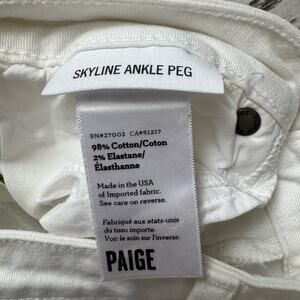 SKYLINE ANKLE PEG
RN#27002 CA#51217
98% Cotton/Coton
2% Elastane/
Élasthanne
Made in the USA
of Imported fabric.
See care on reverse.
Fabriqué aux etats-unis
du tissu importe.
Voir le soin sur l'inverse.
PAIGE